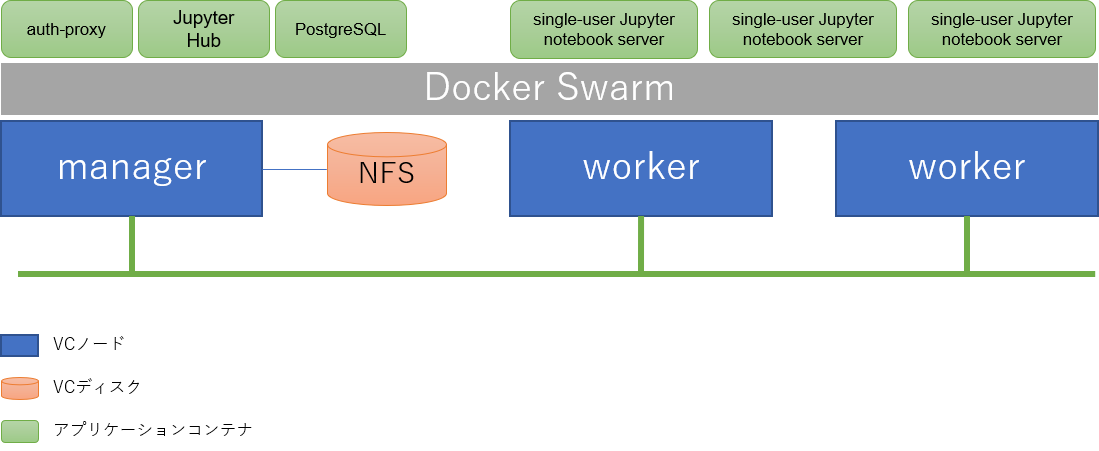 auth-proxy
Jupyter
Hub
PostgreSQL
single-user Jupyter
notebook server
single-user Jupyter
notebook server
single-user Jupyter
notebook server
Docker Swarm
manager
NFS
worker
worker
VCノード
VCディスク
アプリケーションコンテナ